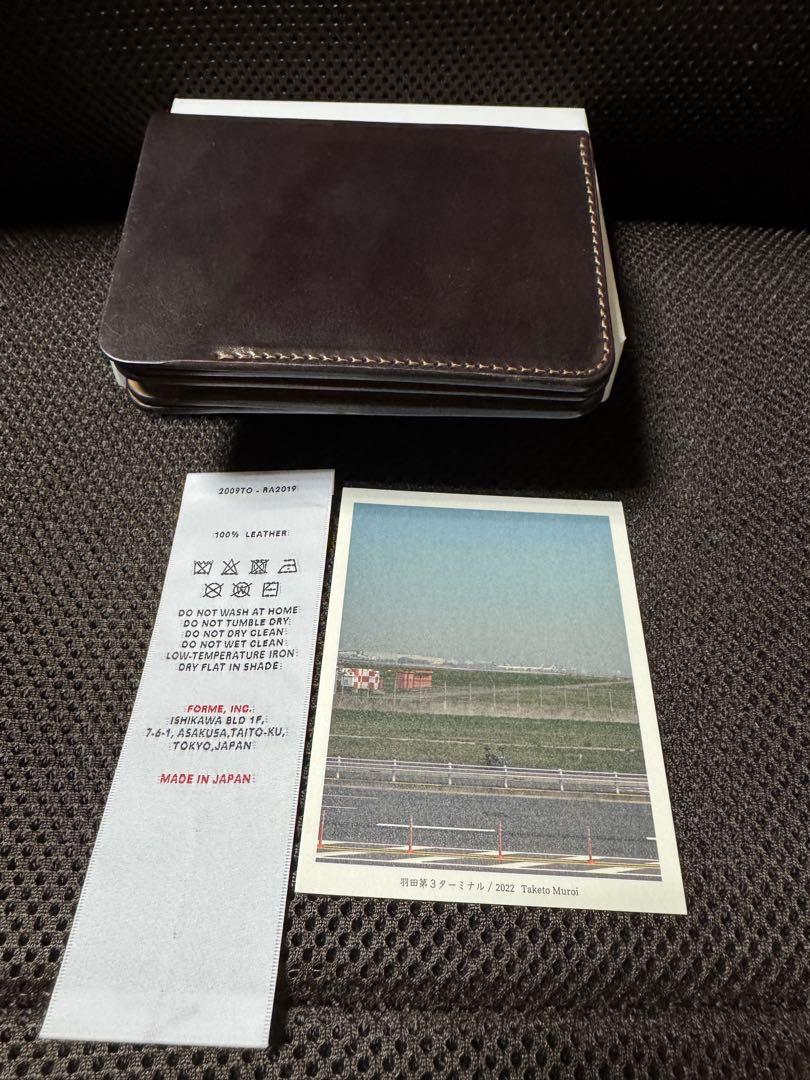 2009TO - RA2019
100% LEATHER
DO NOT WASH AT HOME
DO NOT TUMBLE DRY
DO NOT DRY CLEAN
DO NOT WET CLEAN
LOW-TEMPERATURE IRON
DRY FLAT IN SHADE
FORME, INC.
ISHIKAWA BLD 1F,
7-6-1, ASAKUSA,TAITO-KU,
TOKYO,JAPAN
MADE IN JAPAN
羽田第3ターミナル / 2022 Taketo Muroi